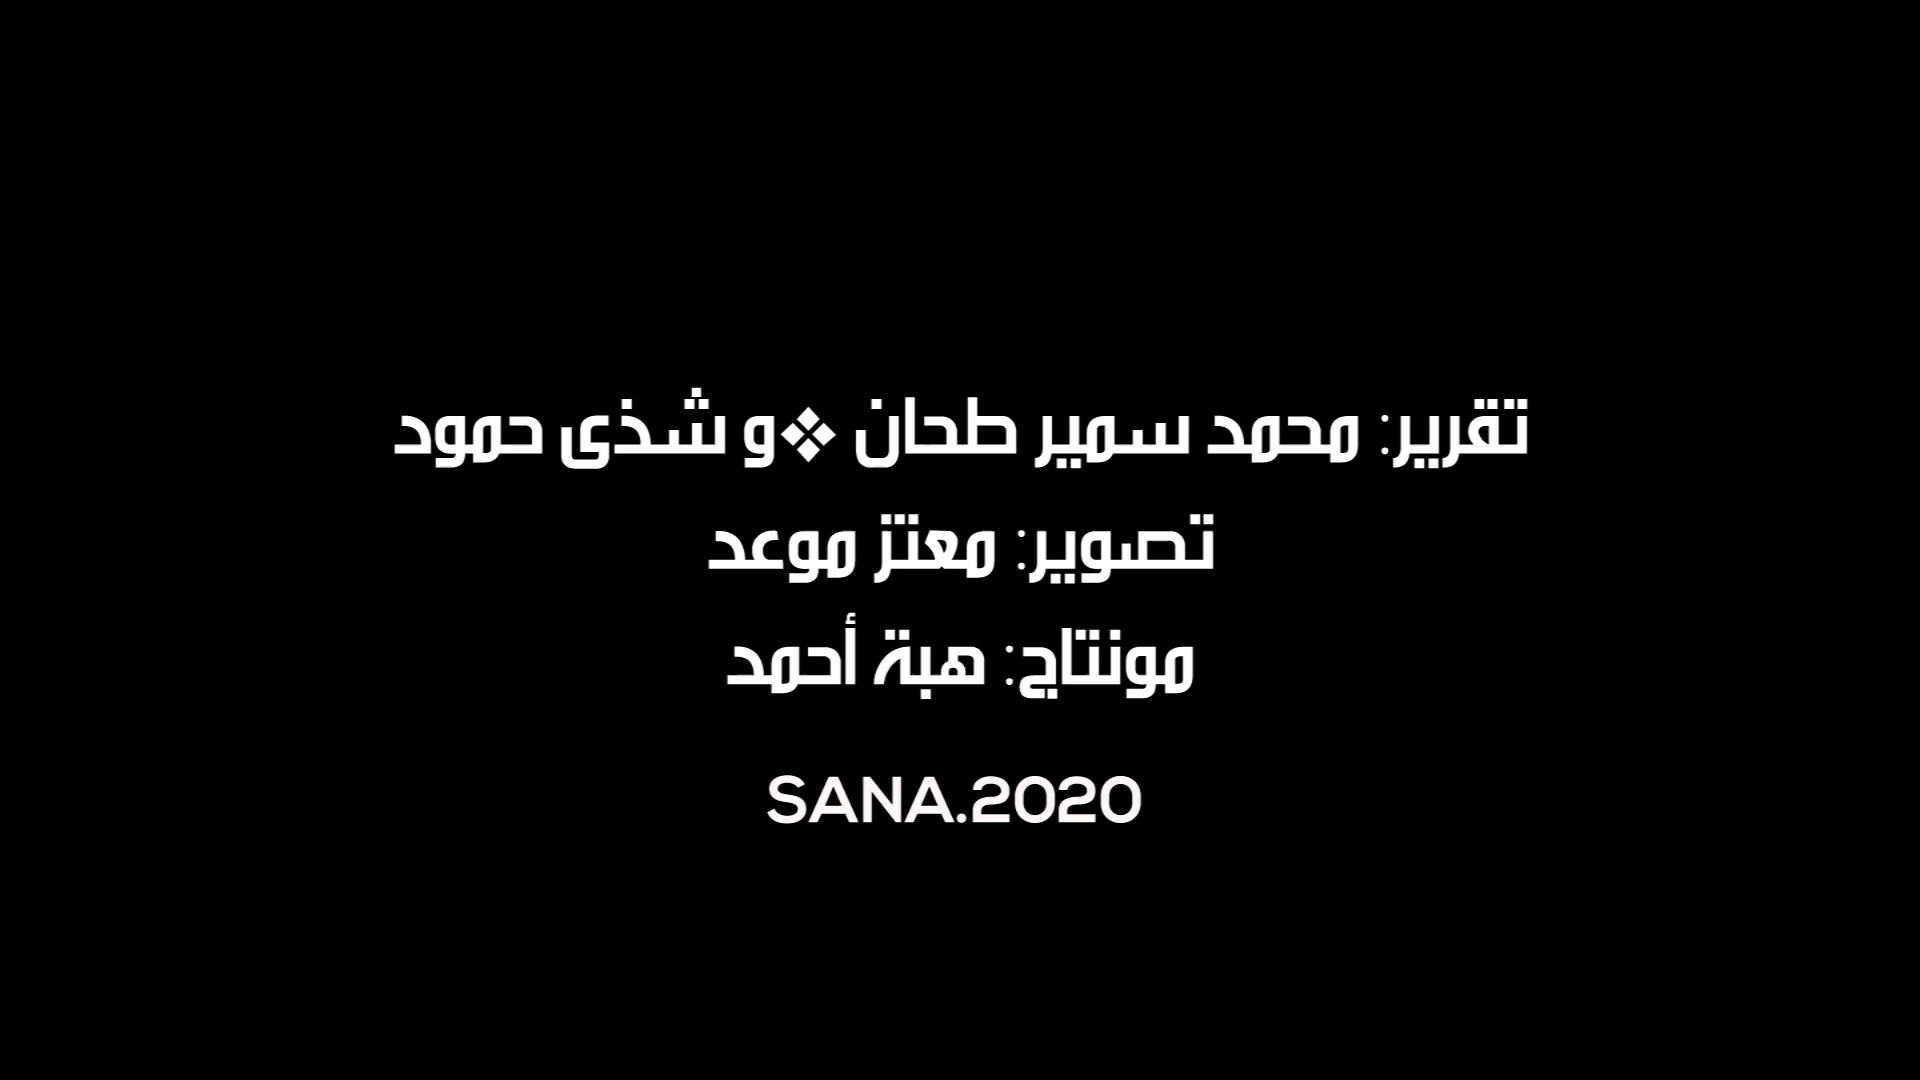 تقرير: محمد سمير طحان ❖و شذى حمود
تصوير: معتز موعد
مونتاج: هبة أحمد
SANA.2020